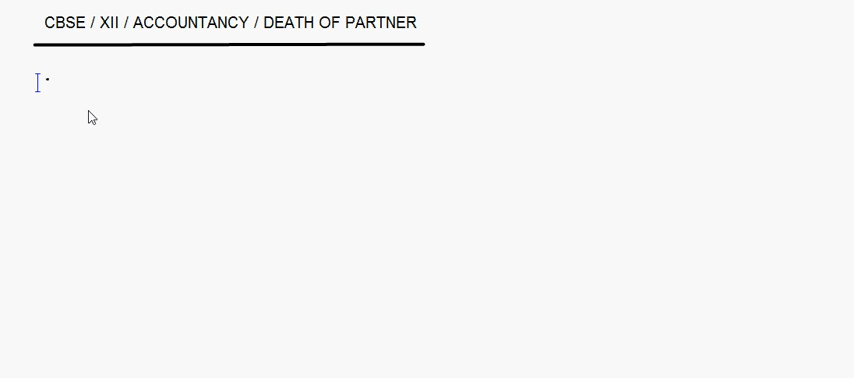 CBSE / XII / ACCOUNTANCY / DEATH OF PARTNER